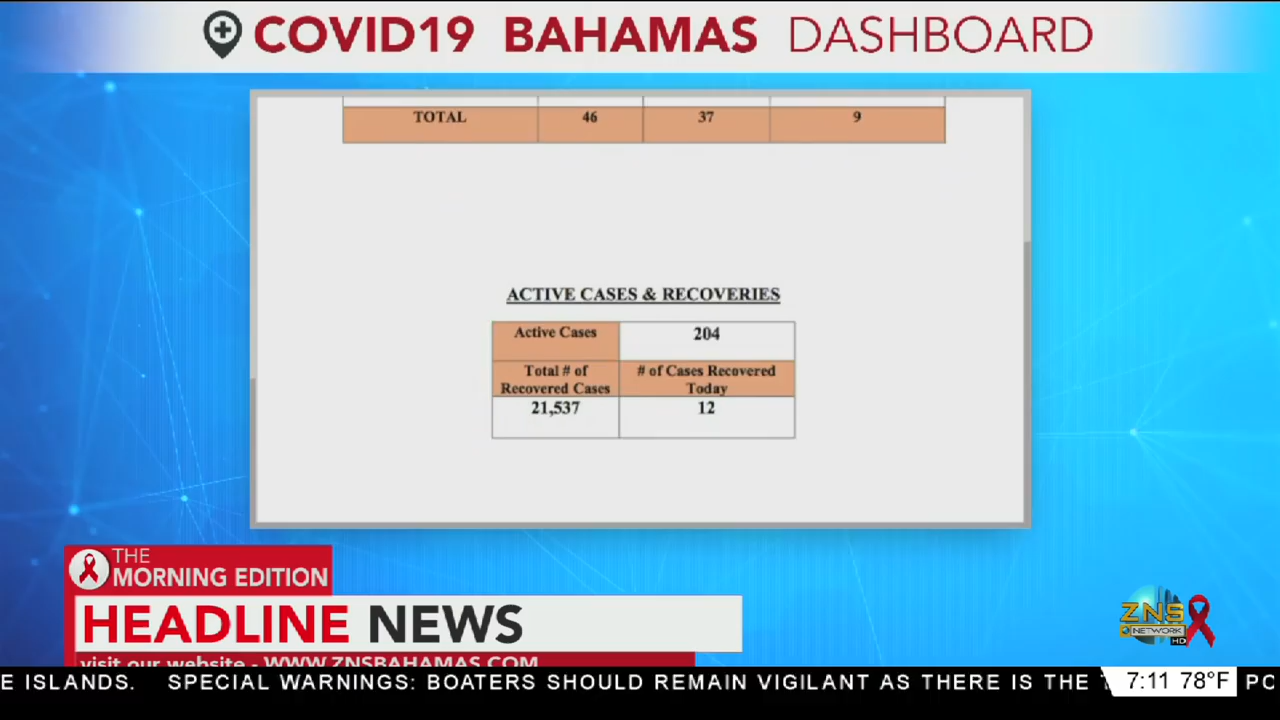 COVID19 BAHAMAS DASHBOARD
TOTAL 46 37 9
ACTIVE CASES & RECOVERIES
Active Cases 204
Total # of Recovered Cases # of Cases Recovered Today
21,537 12
THE
MORNING EDITION
HEADLINE NEWS
visit our website - WWW.ZNSBAHAMAS.COM
ZNS
NETWORK
HD
E ISLANDS. SPECIAL WARNINGS: BOATERS SHOULD REMAIN VIGILANT AS THERE IS THE
7:11 78°F